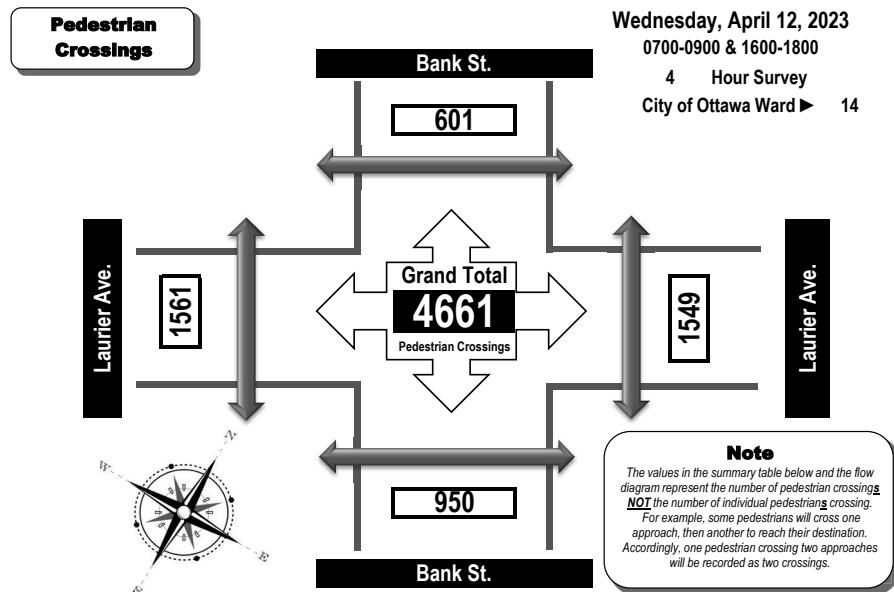 Pedestrian
Crossings
Wednesday, April 12, 2023
0700-0900 & 1600-1800
4 Hour Survey
City of Ottawa Ward ► 14
Bank St.
601
Laurier Ave.
1561
Grand Total
4661
Pedestrian Crossings
1549
Laurier Ave.
950
Bank St.
N
W
E
S
Note
The values in the summary table below and the flow
diagram represent the number of pedestrian crossings
NOT the number of individual pedestrians crossing.
For example, some pedestrians will cross one
approach, then another to reach their destination.
Accordingly, one pedestrian crossing two approaches
will be recorded as two crossings.